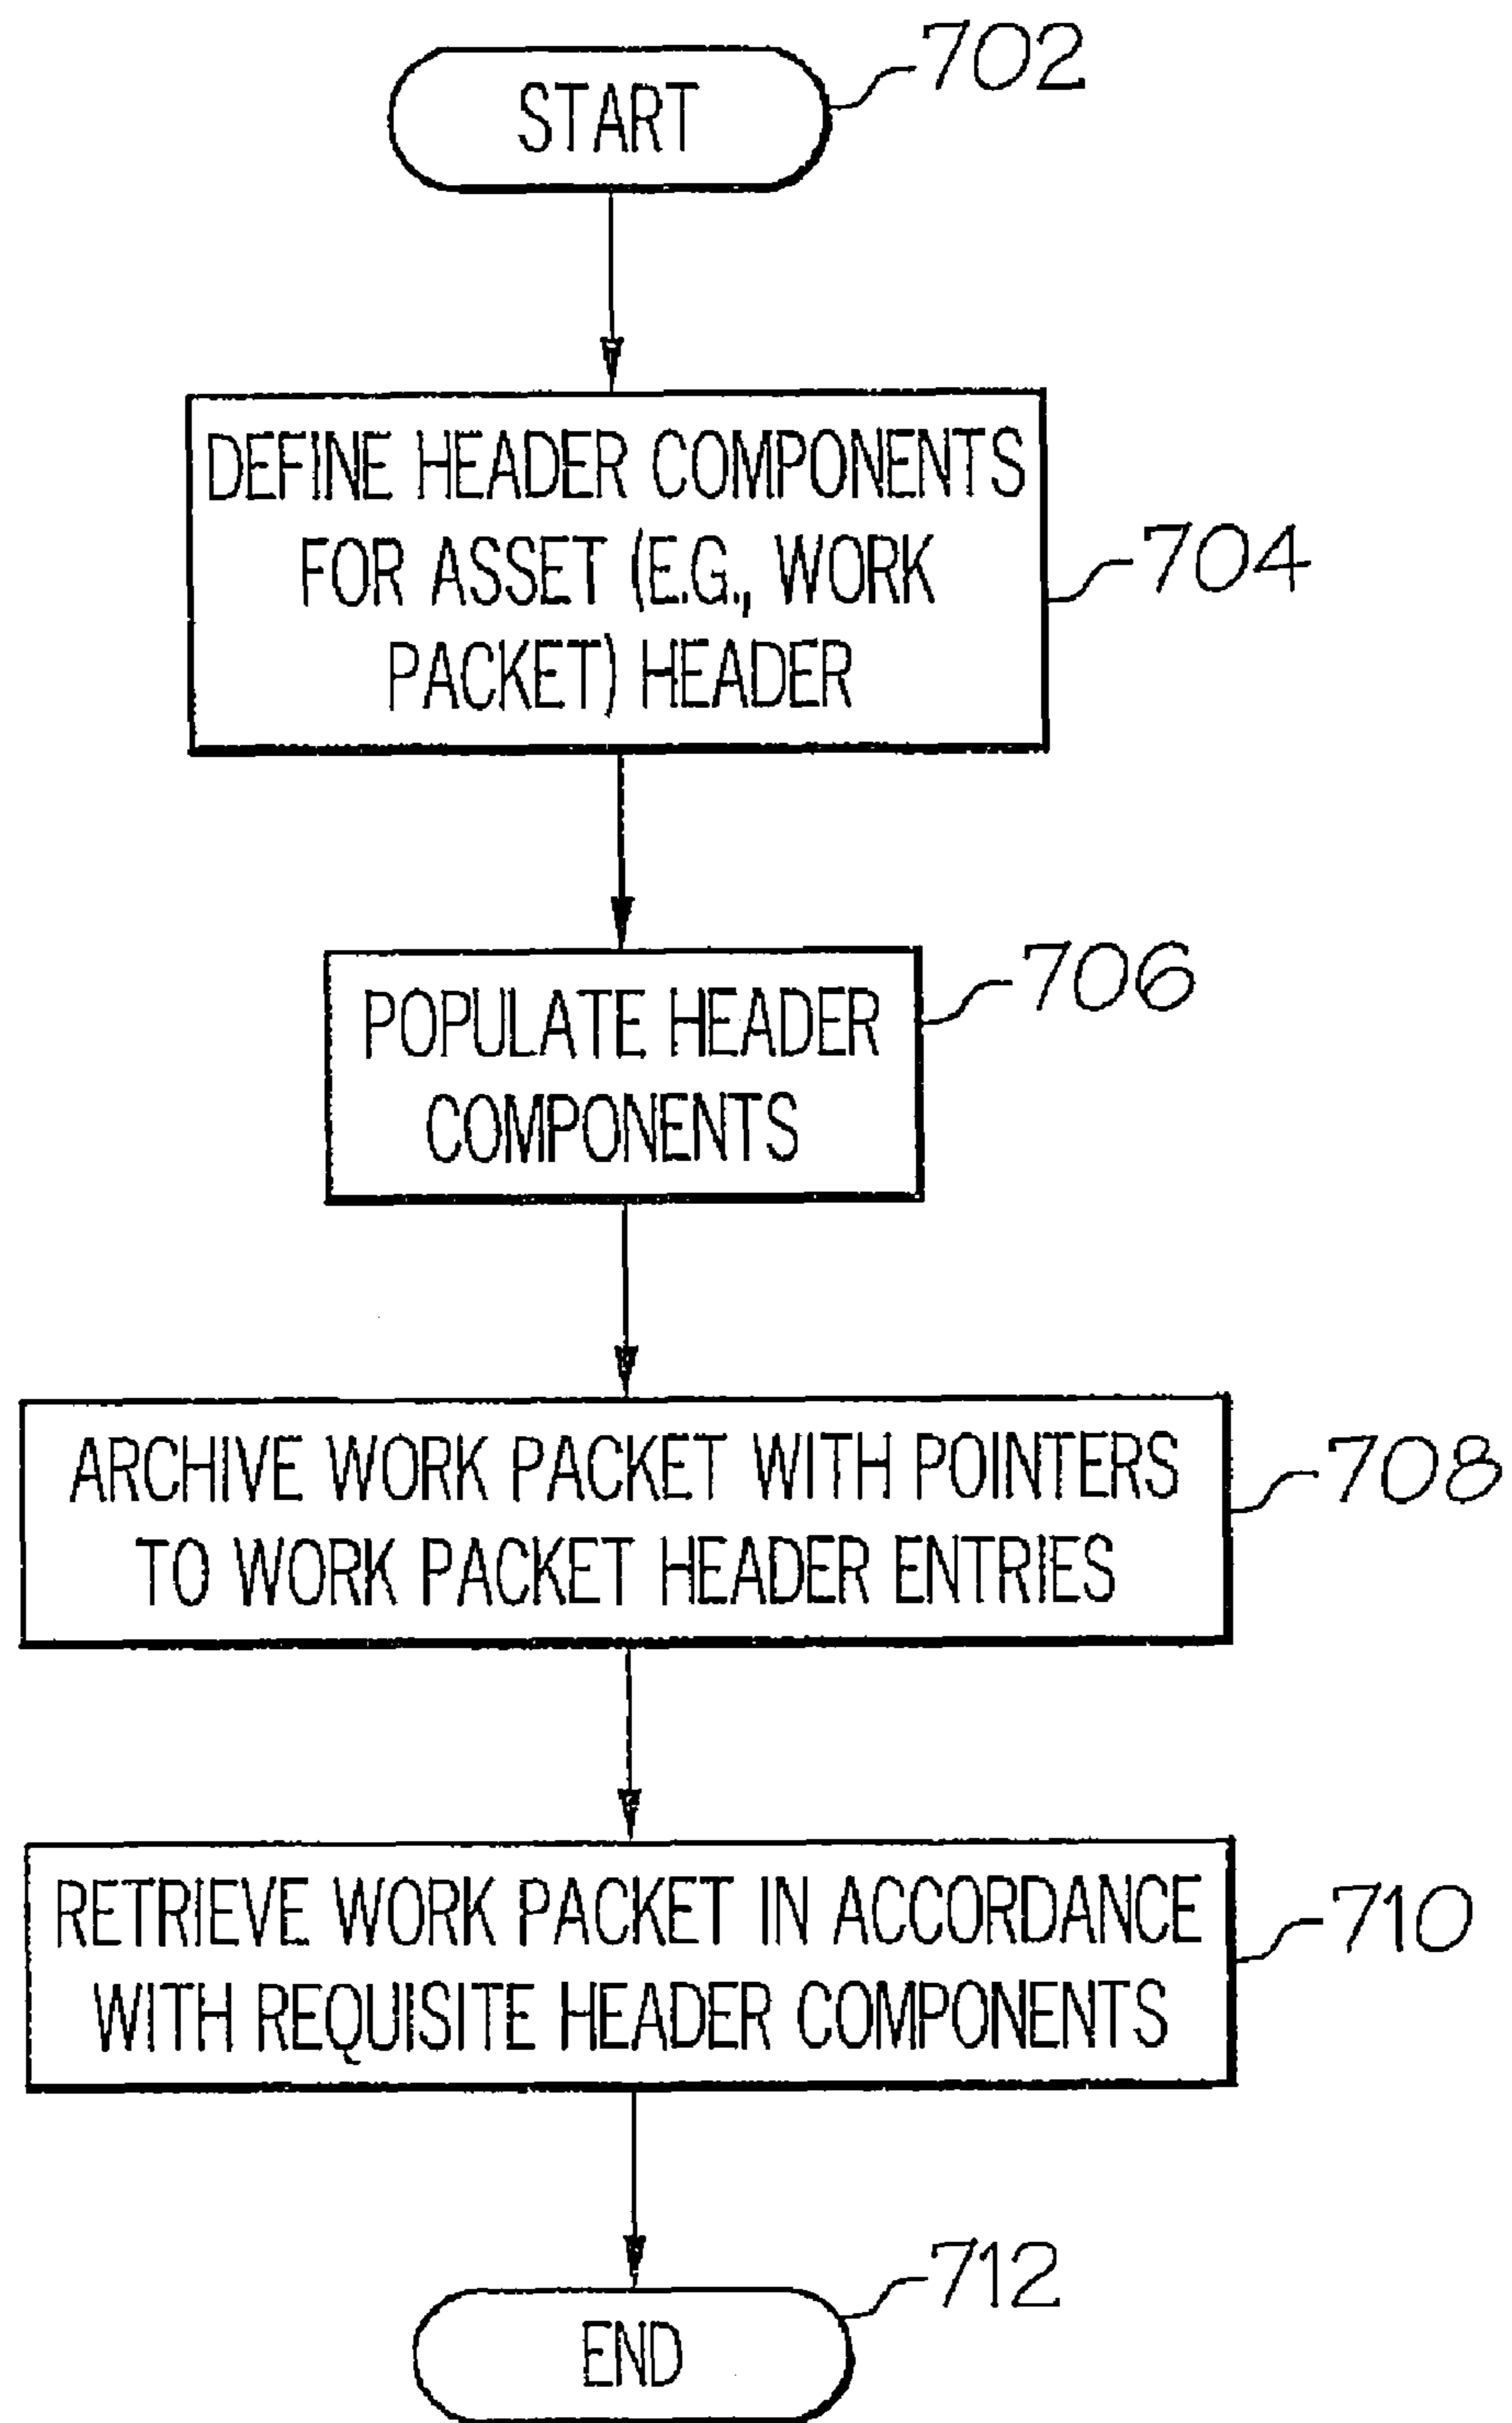 START
702
DEFINE HEADER COMPONENTS
FOR ASSET (E.G., WORK
PACKET) HEADER
704
POPULATE HEADER
COMPONENTS
706
ARCHIVE WORK PACKET WITH POINTERS
TO WORK PACKET HEADER ENTRIES
708
RETRIEVE WORK PACKET IN ACCORDANCE
WITH REQUISITE HEADER COMPONENTS
710
END
712